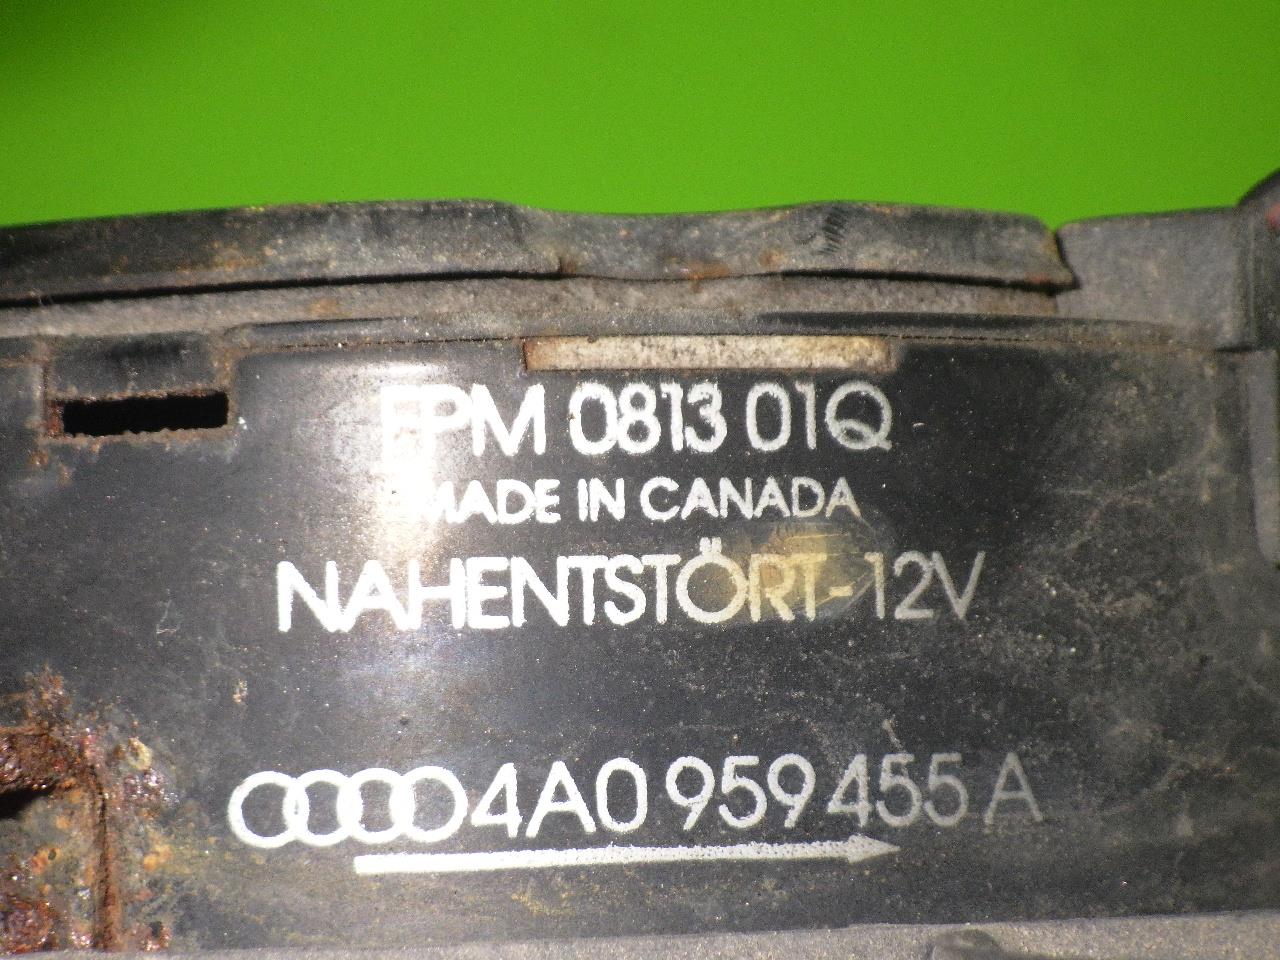 EPM 0813 01Q
MADE IN CANADA
NAHENTSTÖRT-12V
4A0 959 455 A